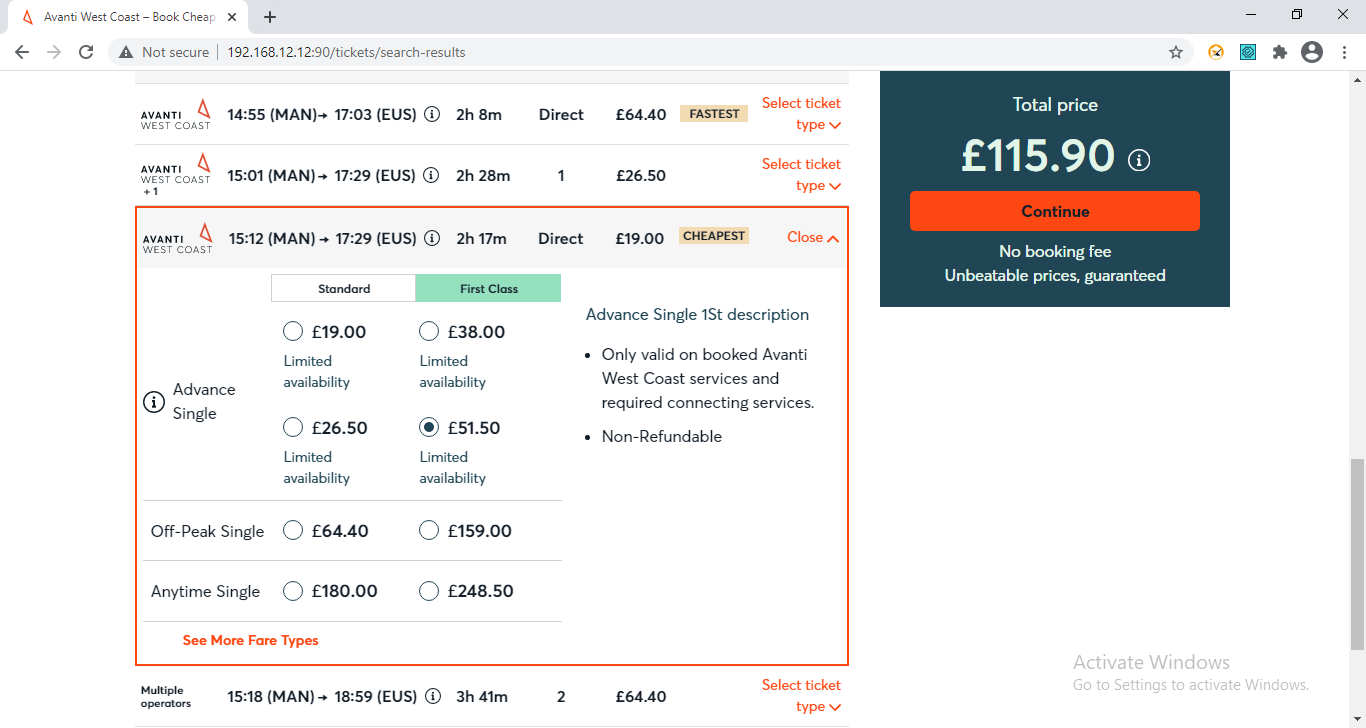 Avanti West Coast – Book Cheap
Not secure
192.168.12.12:90/tickets/search-results
AVANTI WEST COAST
14:55 (MAN)→ 17:03 (EUS)
2h 8m
Direct
£64.40
FASTEST
Select ticket type
AVANTI WEST COAST
+ 1
15:01 (MAN)→ 17:29 (EUS)
2h 28m
1
£26.50
Select ticket type
AVANTI WEST COAST
15:12 (MAN)→ 17:29 (EUS)
2h 17m
Direct
£19.00
CHEAPEST
Close
Standard
First Class
Advance Single
£19.00
Limited availability
£38.00
Limited availability
£26.50
Limited availability
£51.50
Limited availability
Off-Peak Single
£64.40
£159.00
Anytime Single
£180.00
£248.50
See More Fare Types
Advance Single 1St description
• Only valid on booked Avanti
West Coast services and
required connecting services.
• Non-Refundable
Multiple operators
15:18 (MAN)→ 18:59 (EUS)
3h 41m
2
£64.40
Select ticket type
Total price
£115.90
Continue
No booking fee
Unbeatable prices, guaranteed
Activate Windows
Go to Settings to activate Windows.